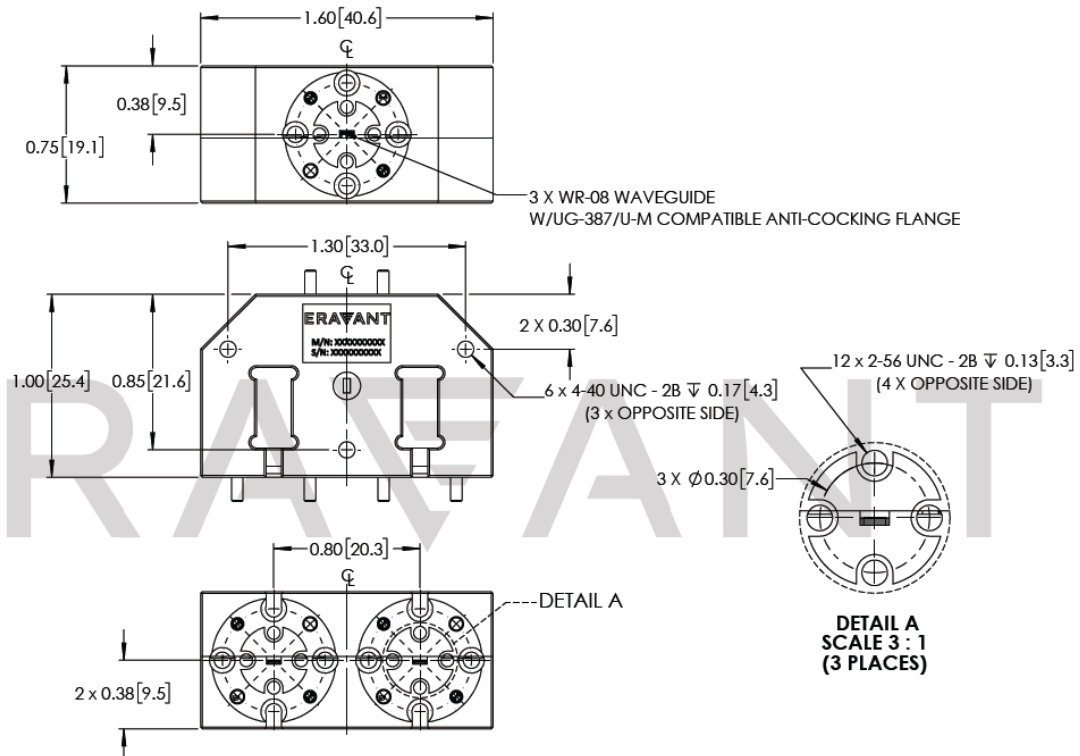 1.60[40.6]
℄
0.38[9.5]
0.75[19.1]
3 X WR-08 WAVEGUIDE
W/UG-387/U-M COMPATIBLE ANTI-COCKING FLANGE
1.30[33.0]
℄
ERAVANT
M/N: XXXXXXXXXX
S/N: XXXXXXXXXX
2 X 0.30[7.6]
1.00[25.4]
0.85[21.6]
6 x 4-40 UNC - 2B ↧ 0.17[4.3]
(3 x OPPOSITE SIDE)
12 x 2-56 UNC - 2B ↧ 0.13[3.3]
(4 X OPPOSITE SIDE)
3 X ∅0.30[7.6]
RAVANT
0.80[20.3]
℄
DETAIL A
2 x 0.38[9.5]
DETAIL A
SCALE 3 : 1
(3 PLACES)